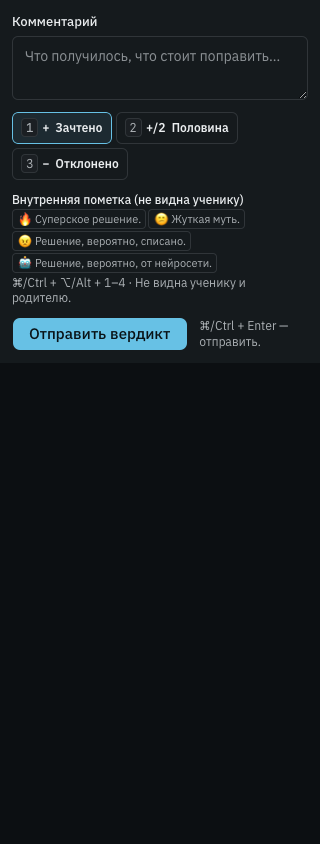 Комментарий
Что получилось, что стоит поправить...
1 + Зачтено 2 +/2 Половина
3 − Отклонено
Внутренняя пометка (не видна ученику)
🔥 Суперское решение. 😑 Жуткая муть.
😠 Решение, вероятно, списано.
🤖 Решение, вероятно, от нейросети.
⌘/Ctrl + ⌥/Alt + 1–4 · Не видна ученику и
родителю.
Отправить вердикт ⌘/Ctrl + Enter —
отправить.